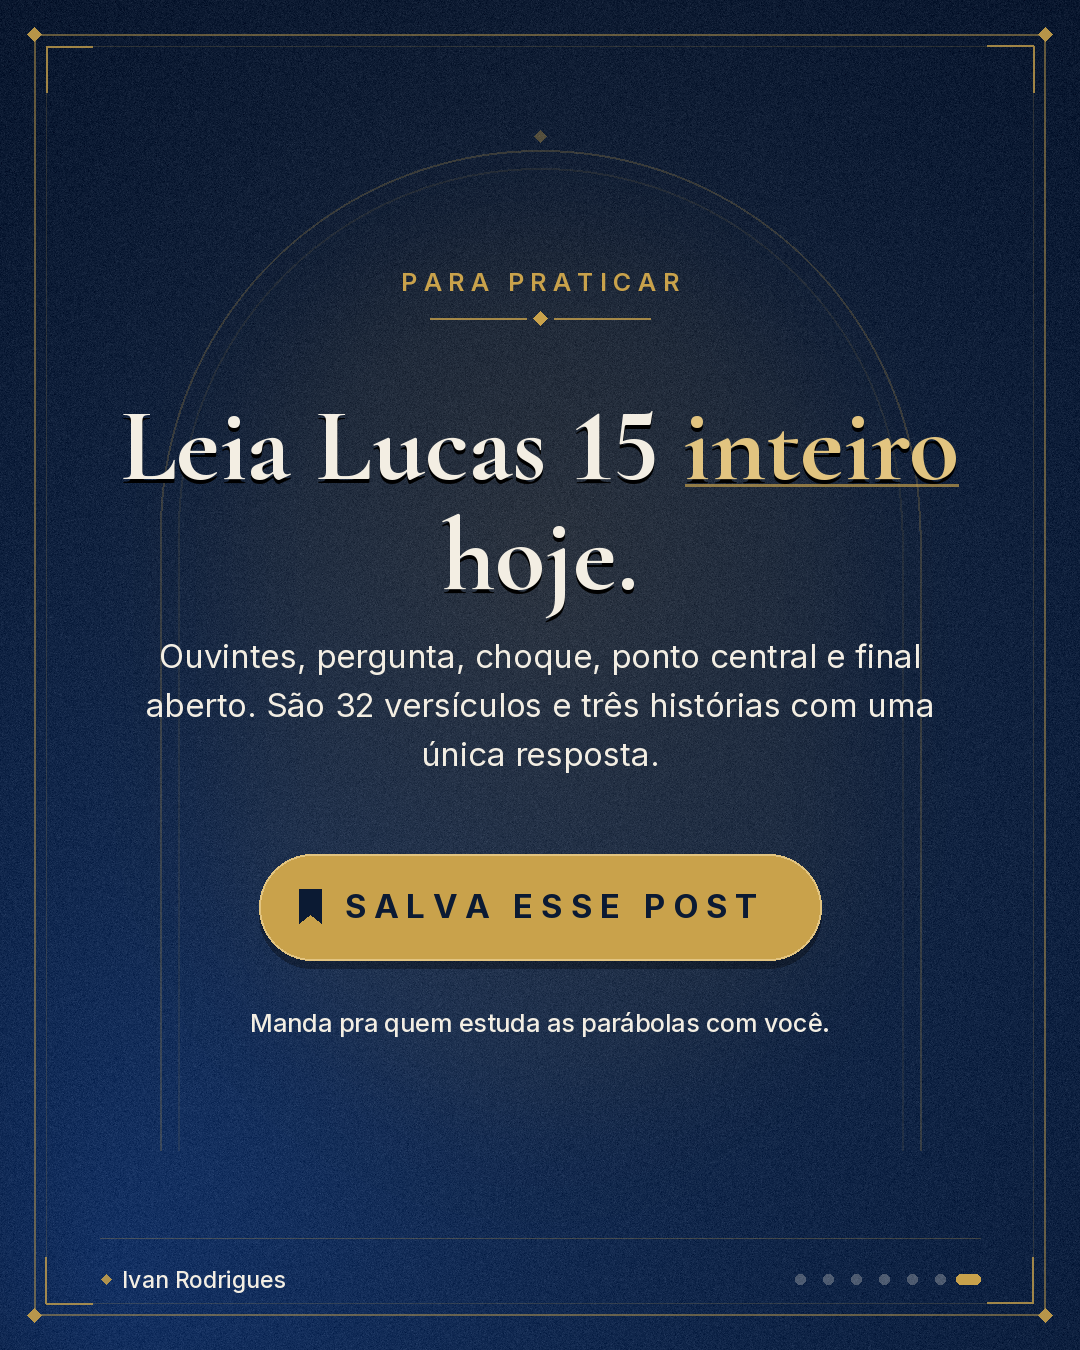 PARA PRATICAR
Leia Lucas 15 inteiro
hoje.
Ouvintes, pergunta, choque, ponto central e final
aberto. São 32 versículos e três histórias com uma
única resposta.
SALVA ESSE POST
Manda pra quem estuda as parábolas com você.
Ivan Rodrigues